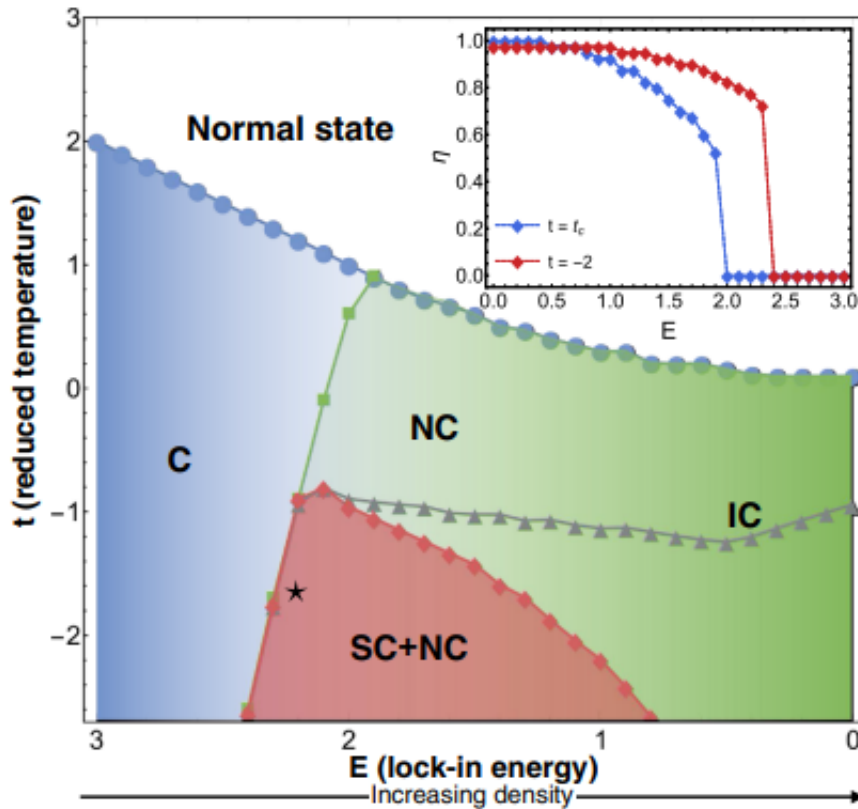 3
2
1
0
−1
−2
t (reduced temperature)
Normal state
C
NC
IC
SC+NC
3
2
1
0
E (lock-in energy)
Increasing density
1.0
0.8
0.6
0.4
0.2
0.0
η
t = t_c
t = −2
0.0
0.5
1.0
1.5
2.0
2.5
3.0
E